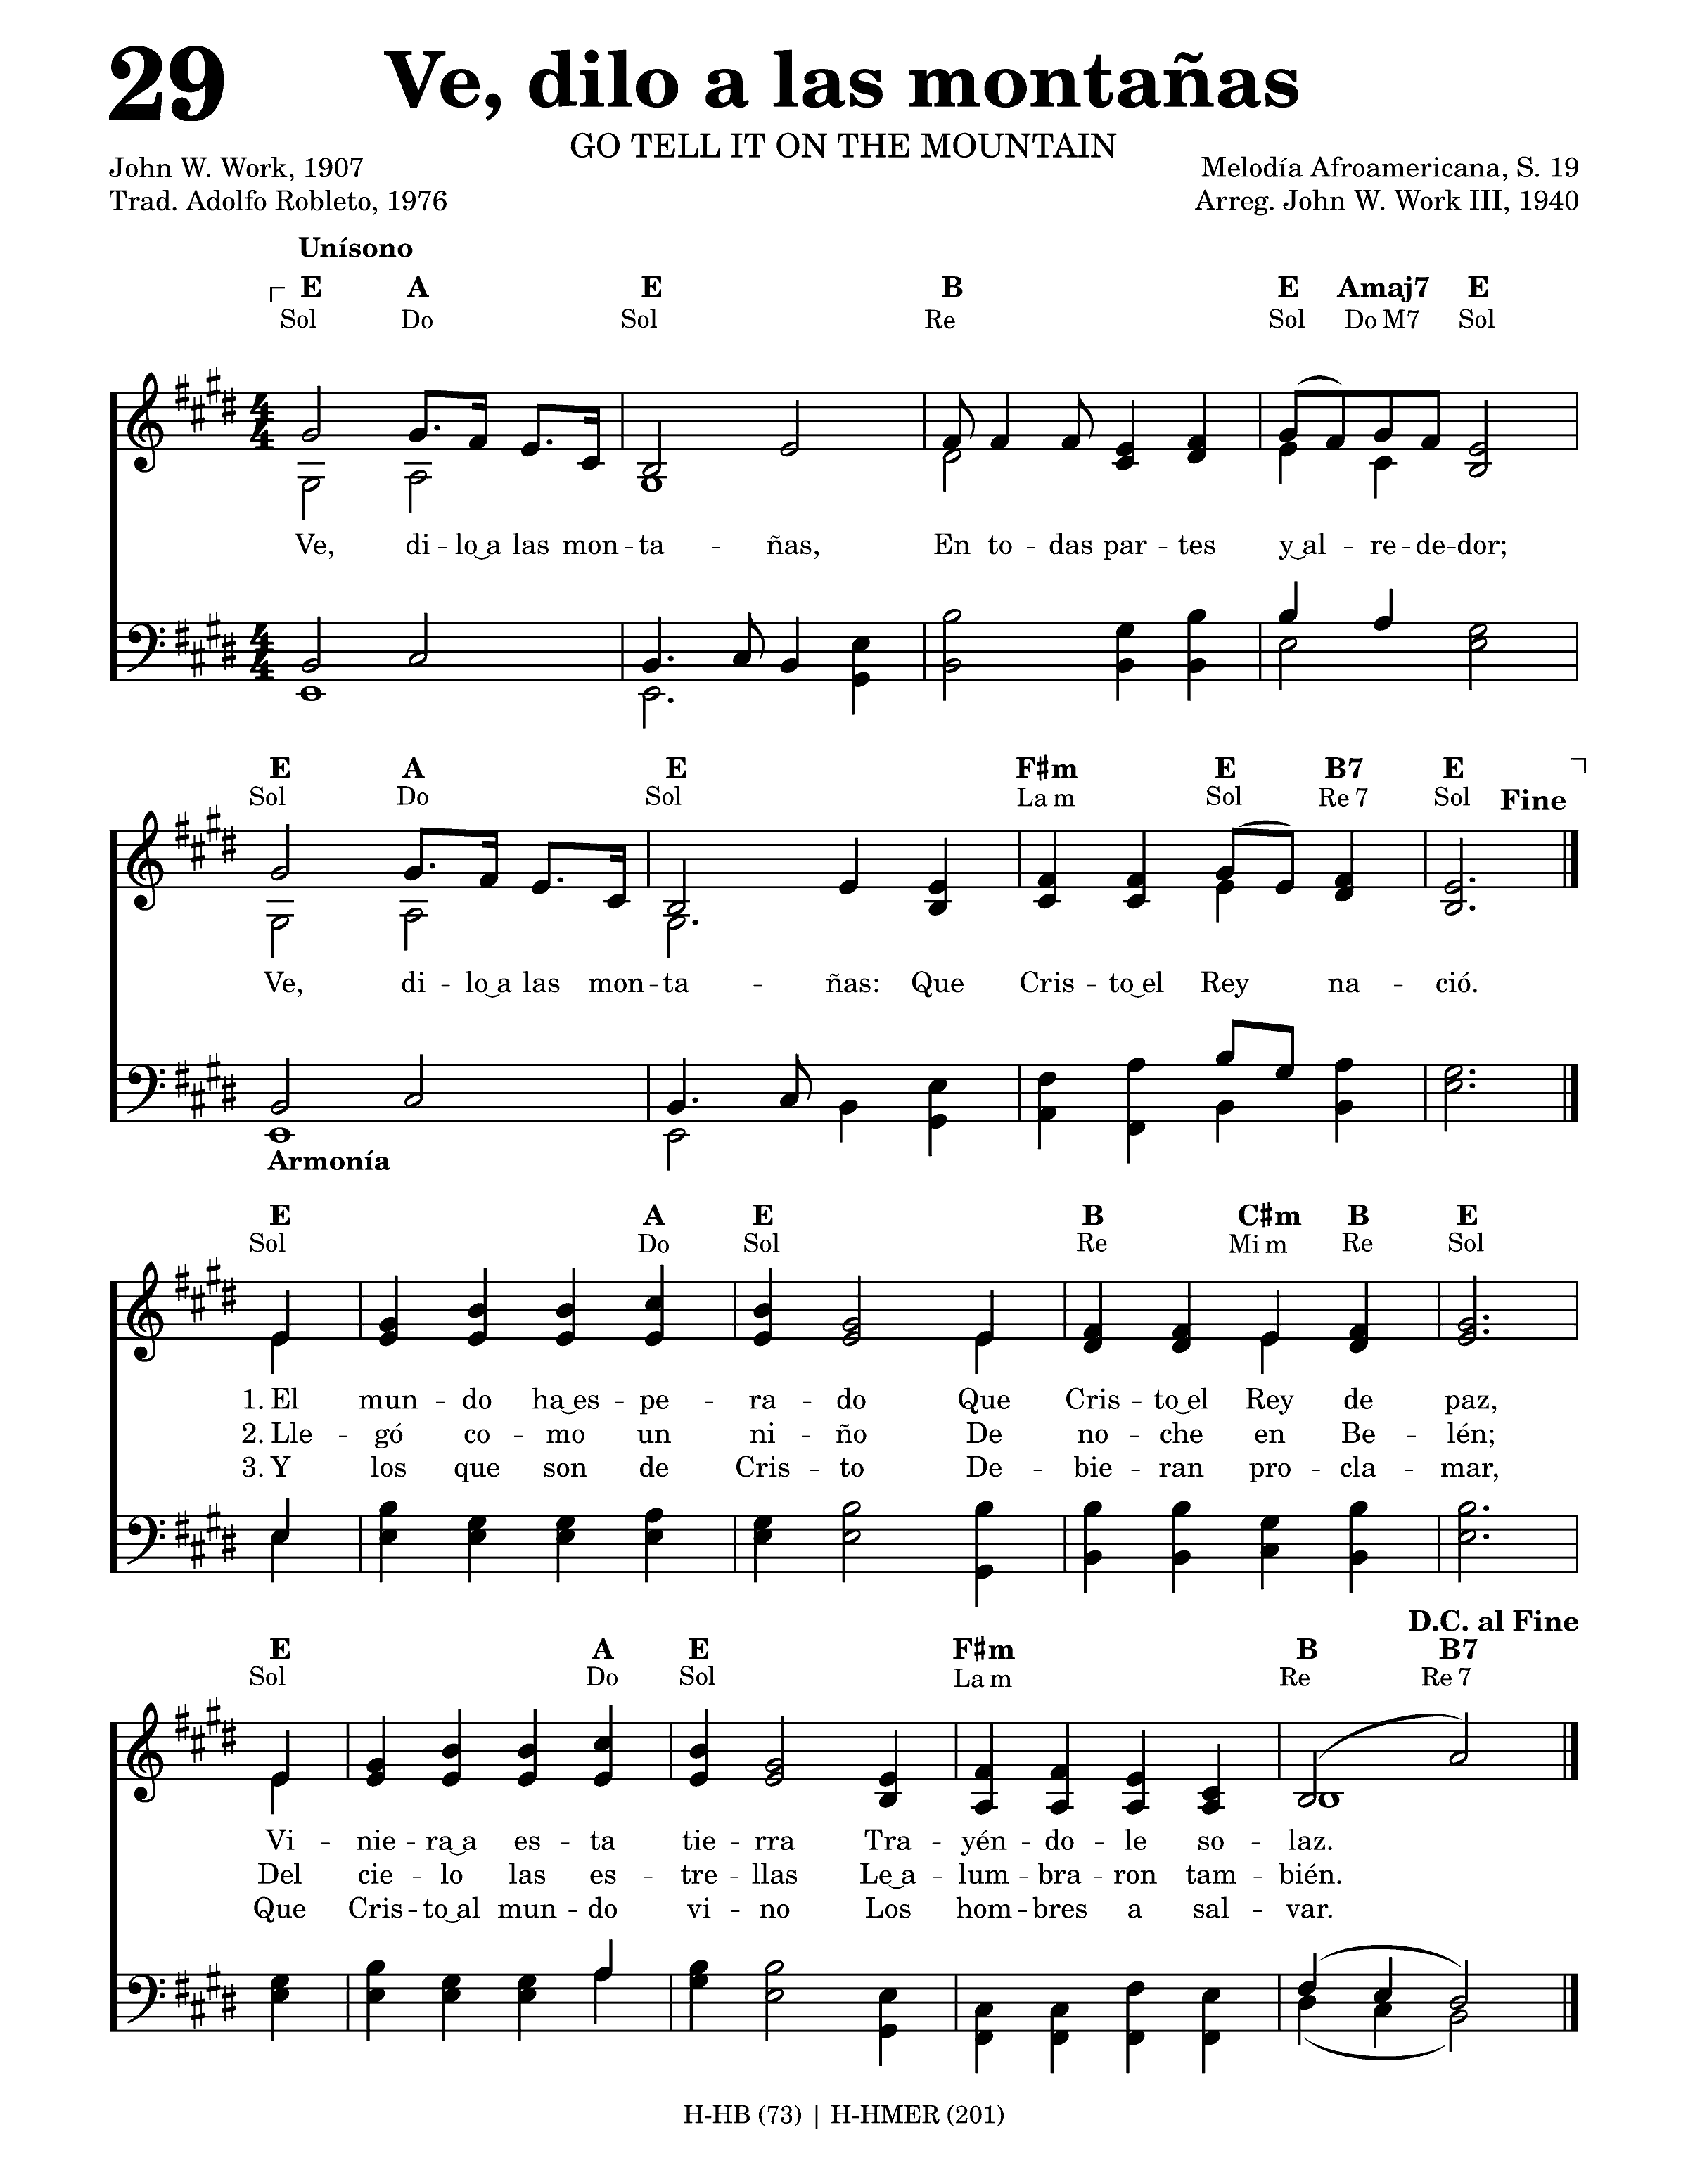 29
Ve, dilo a las montañas
GO TELL IT ON THE MOUNTAIN
John W. Work, 1907
Trad. Adolfo Robleto, 1976
Melodía Afroamericana, S. 19
Arreg. John W. Work III, 1940
Unísono
E A E B E Amaj7 E
Sol Do Sol Re Sol Do M7 Sol
4 4
Ve, di - lo‿a las mon - ta - ñas, En to - das par - tes y‿al - re - de - dor;
4 4
E A E F♯m E B7 E
Sol Do Sol La m Sol Re 7 Sol Fine
Ve, di - lo‿a las mon - ta - ñas: Que Cris - to‿el Rey na - ció.
Armonía
E A E B C♯m B E
Sol Do Sol Re Mi m Re Sol
1. El mun - do ha‿es - pe - ra - do Que Cris - to‿el Rey de paz,
2. Lle - gó co - mo un ni - ño De no - che en Be - lén;
3. Y los que son de Cris - to De - bie - ran pro - cla - mar,
D.C. al Fine
E A E F♯m B B7
Sol Do Sol La m Re Re 7
Vi - nie - ra‿a es - ta tie - rra Tra - yén - do - le so - laz.
Del cie - lo las es - tre - llas Le‿a - lum - bra - ron tam - bién.
Que Cris - to‿al mun - do vi - no Los hom - bres a sal - var.
H-HB (73) | H-HMER (201)